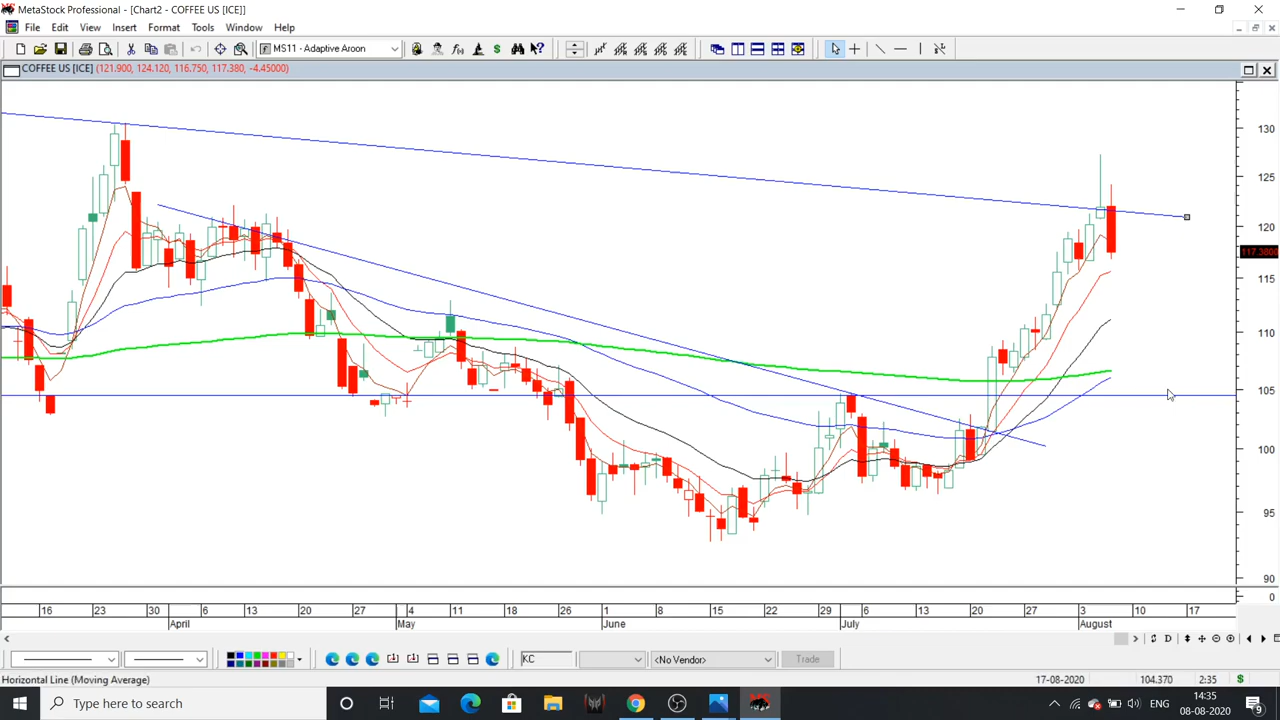 MetaStock Professional - [Chart2 - COFFEE US [ICE]]
File Edit View Insert Format Tools Window Help
MS11 - Adaptive Aroon
COFFEE US [ICE] (121.900, 124.120, 116.750, 117.380, -4.45000)
130
125
120
117.3800
115
110
105
100
95
90
0
16 23 30 6 13 20 27 4 11 18 26 1 8 15 22 29 6 13 20 27 3 10 17
April May June July August
D
KC <No Vendor> Trade
Horizontal Line (Moving Average) 17-08-2020 104.370 2:35 $
Type here to search
ENG
14:35
08-08-2020
9